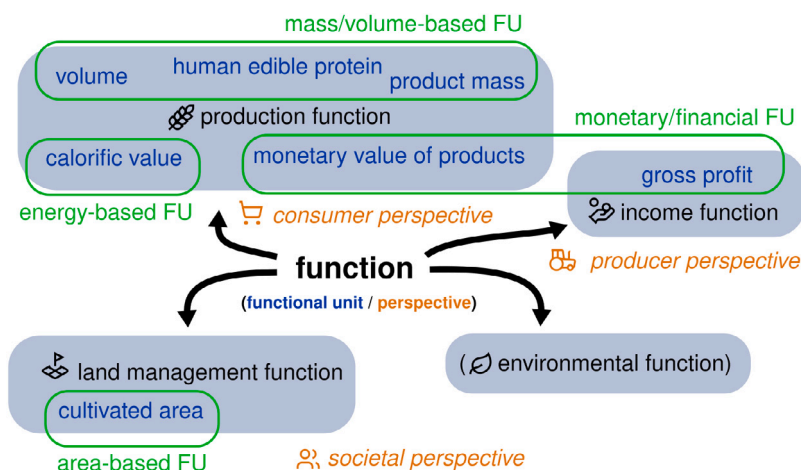 mass/volume-based FU
volume
human edible protein
product mass
production function
monetary/financial FU
calorific value
monetary value of products
gross profit
energy-based FU
consumer perspective
income function
producer perspective
function
(functional unit / perspective)
land management function
(environmental function)
cultivated area
area-based FU
societal perspective